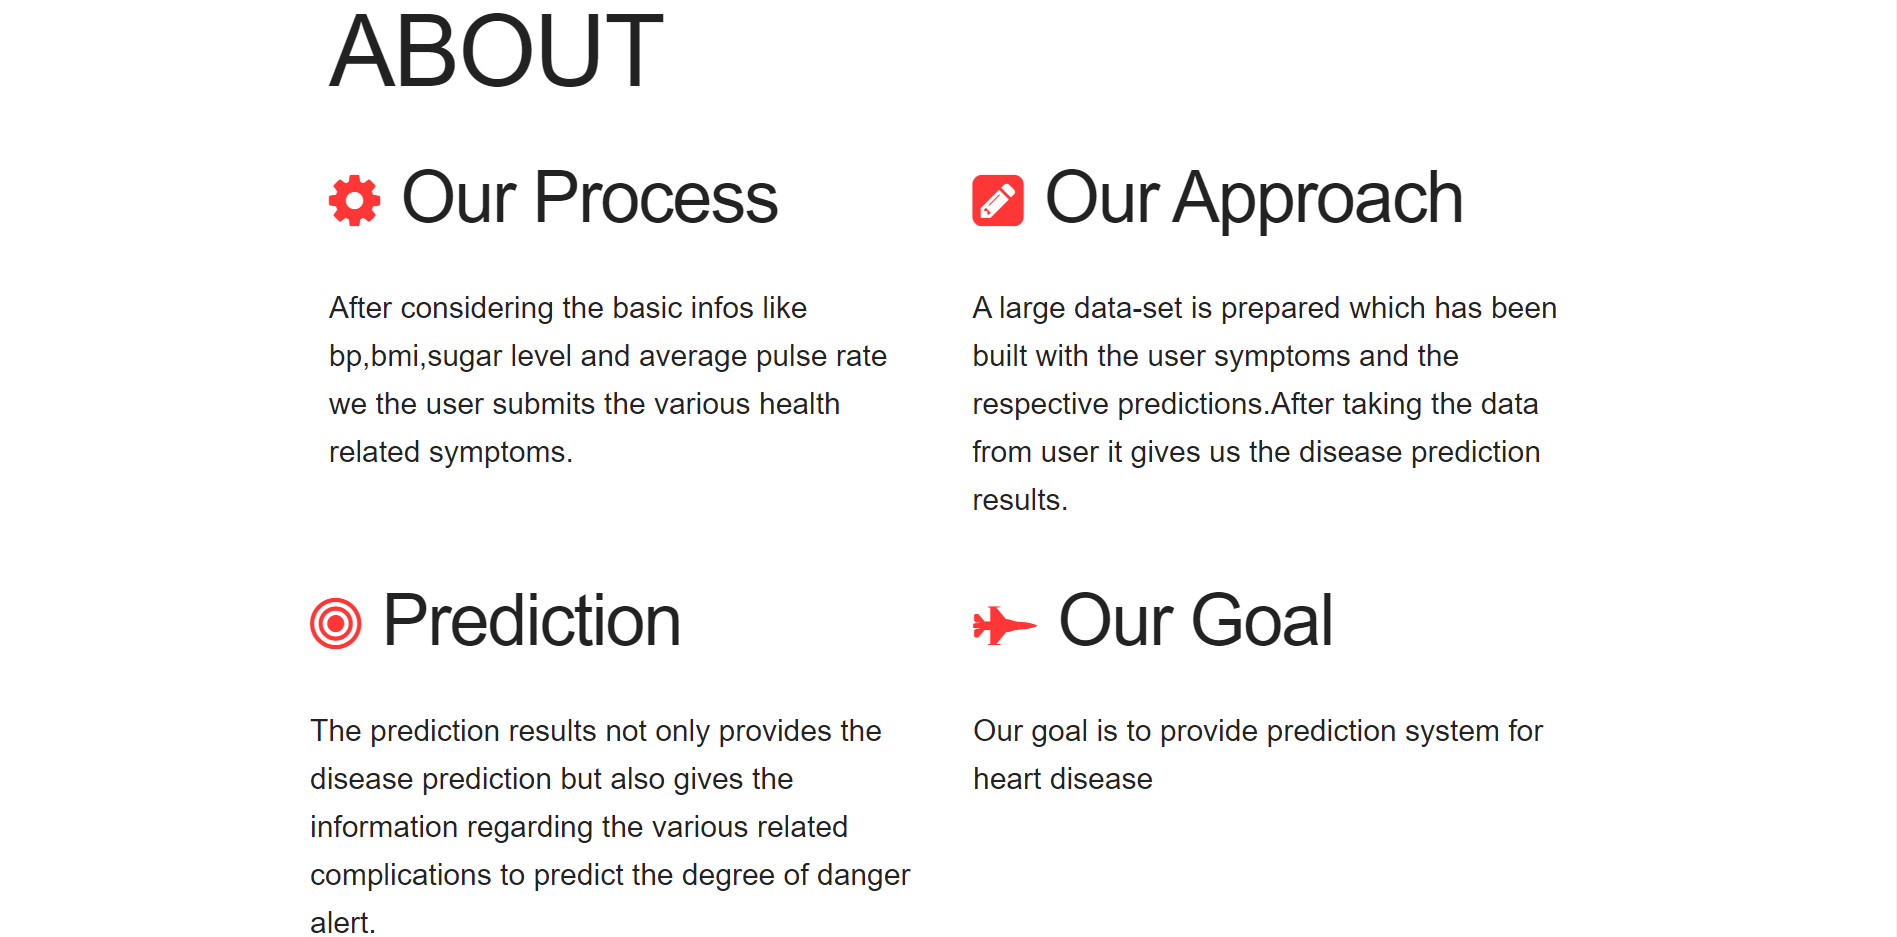 ABOUT
Our Process
After considering the basic infos like
bp,bmi,sugar level and average pulse rate
we the user submits the various health
related symptoms.
Our Approach
A large data-set is prepared which has been
built with the user symptoms and the
respective predictions.After taking the data
from user it gives us the disease prediction
results.
Prediction
The prediction results not only provides the
disease prediction but also gives the
information regarding the various related
complications to predict the degree of danger
alert.
Our Goal
Our goal is to provide prediction system for
heart disease